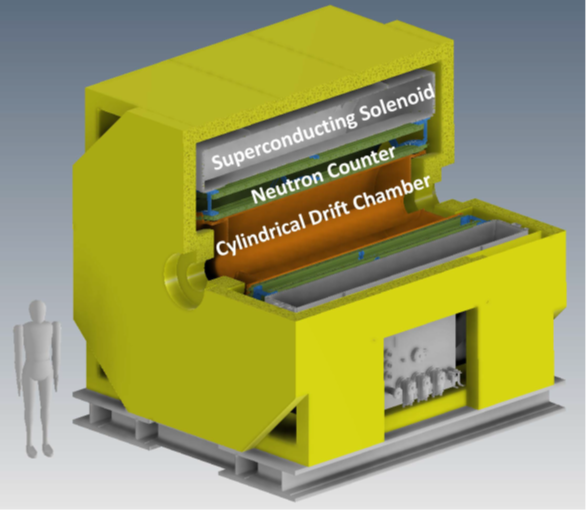 Superconducting Solenoid
Neutron Counter
Cylindrical Drift Chamber